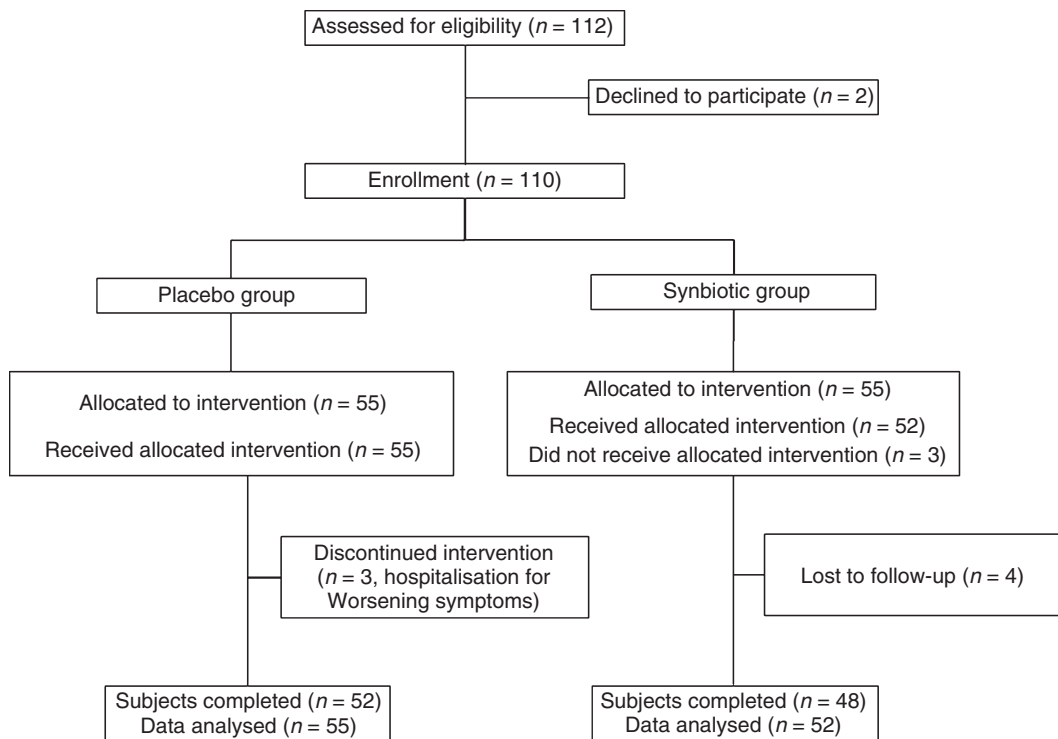 Assessed for eligibility (n = 112)
Declined to participate (n = 2)
Enrollment (n = 110)
Placebo group
Synbiotic group
Allocated to intervention (n = 55)
Received allocated intervention (n = 55)
Allocated to intervention (n = 55)
Received allocated intervention (n = 52)
Did not receive allocated intervention (n = 3)
Discontinued intervention
(n = 3, hospitalisation for
Worsening symptoms)
Lost to follow-up (n = 4)
Subjects completed (n = 52)
Data analysed (n = 55)
Subjects completed (n = 48)
Data analysed (n = 52)